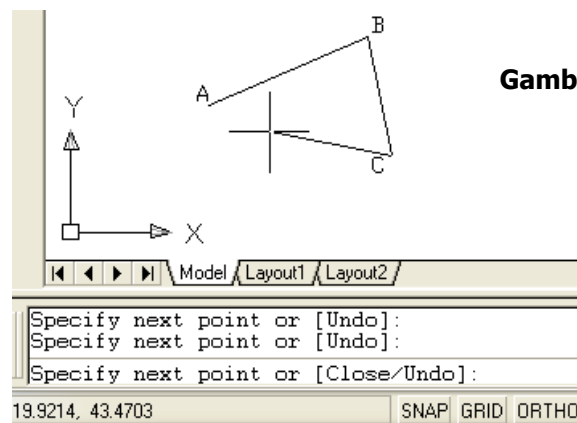 B
Gamb
A
Y
C
X
Model Layout1 Layout2
Specify next point or [Undo]:
Specify next point or [Undo]:
Specify next point or [Close/Undo]:
19.9214, 43.4703 SNAP GRID ORTHO